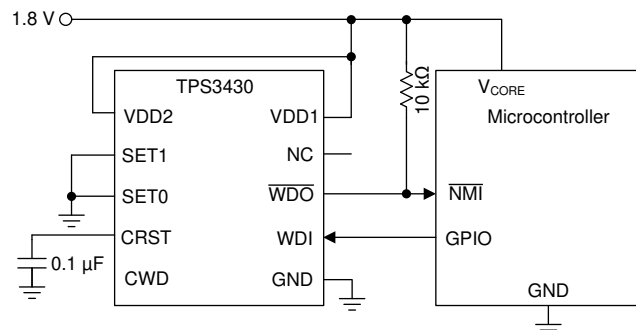 1.8 V
TPS3430
VDD2
VDD1
SET1
NC
SET0
WDO
CRST
WDI
CWD
GND
0.1 µF
10 kΩ
VCORE
Microcontroller
NMI
GPIO
GND